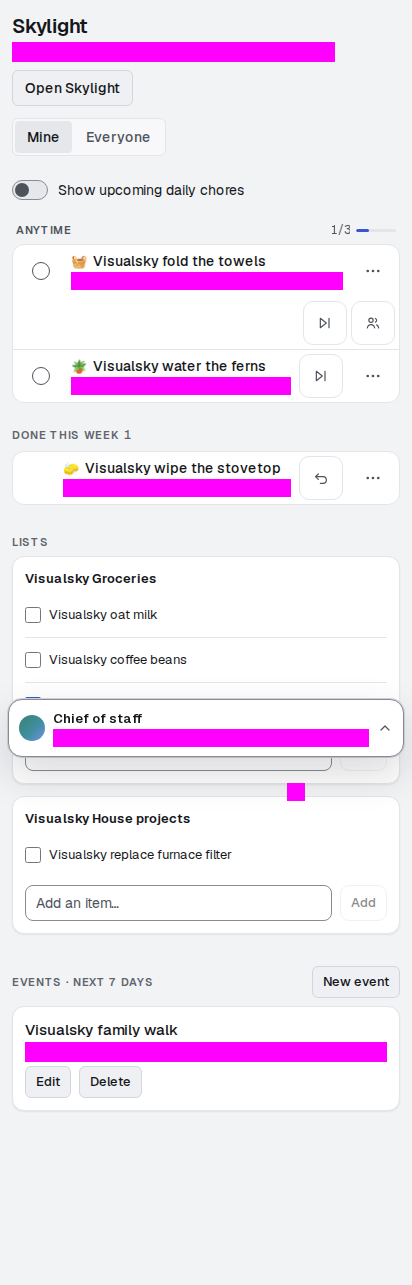 Skylight
Open Skylight
Mine Everyone
Show upcoming daily chores
ANYTIME 1/3
🧺 Visualsky fold the towels
🪴 Visualsky water the ferns
DONE THIS WEEK 1
🧽 Visualsky wipe the stovetop
LISTS
Visualsky Groceries
Visualsky oat milk
Visualsky coffee beans
Chief of staff
Visualsky House projects
Visualsky replace furnace filter
Add an item… Add
EVENTS · NEXT 7 DAYS New event
Visualsky family walk
Edit Delete